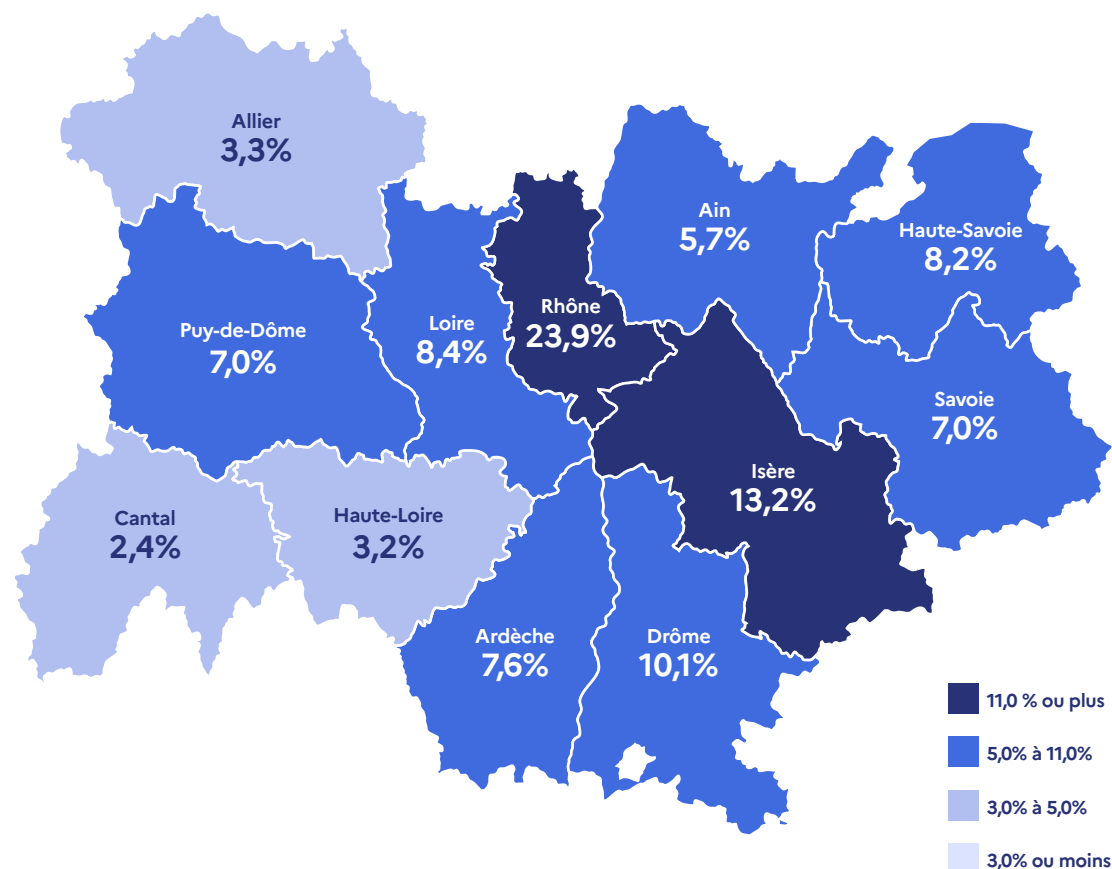 Allier
3,3%
Ain
5,7%
Haute-Savoie
8,2%
Rhône
23,9%
Loire
8,4%
Puy-de-Dôme
7,0%
Savoie
7,0%
Isère
13,2%
Cantal
2,4%
Haute-Loire
3,2%
Ardèche
7,6%
Drôme
10,1%
11,0 % ou plus
5,0% à 11,0%
3,0% à 5,0%
3,0% ou moins